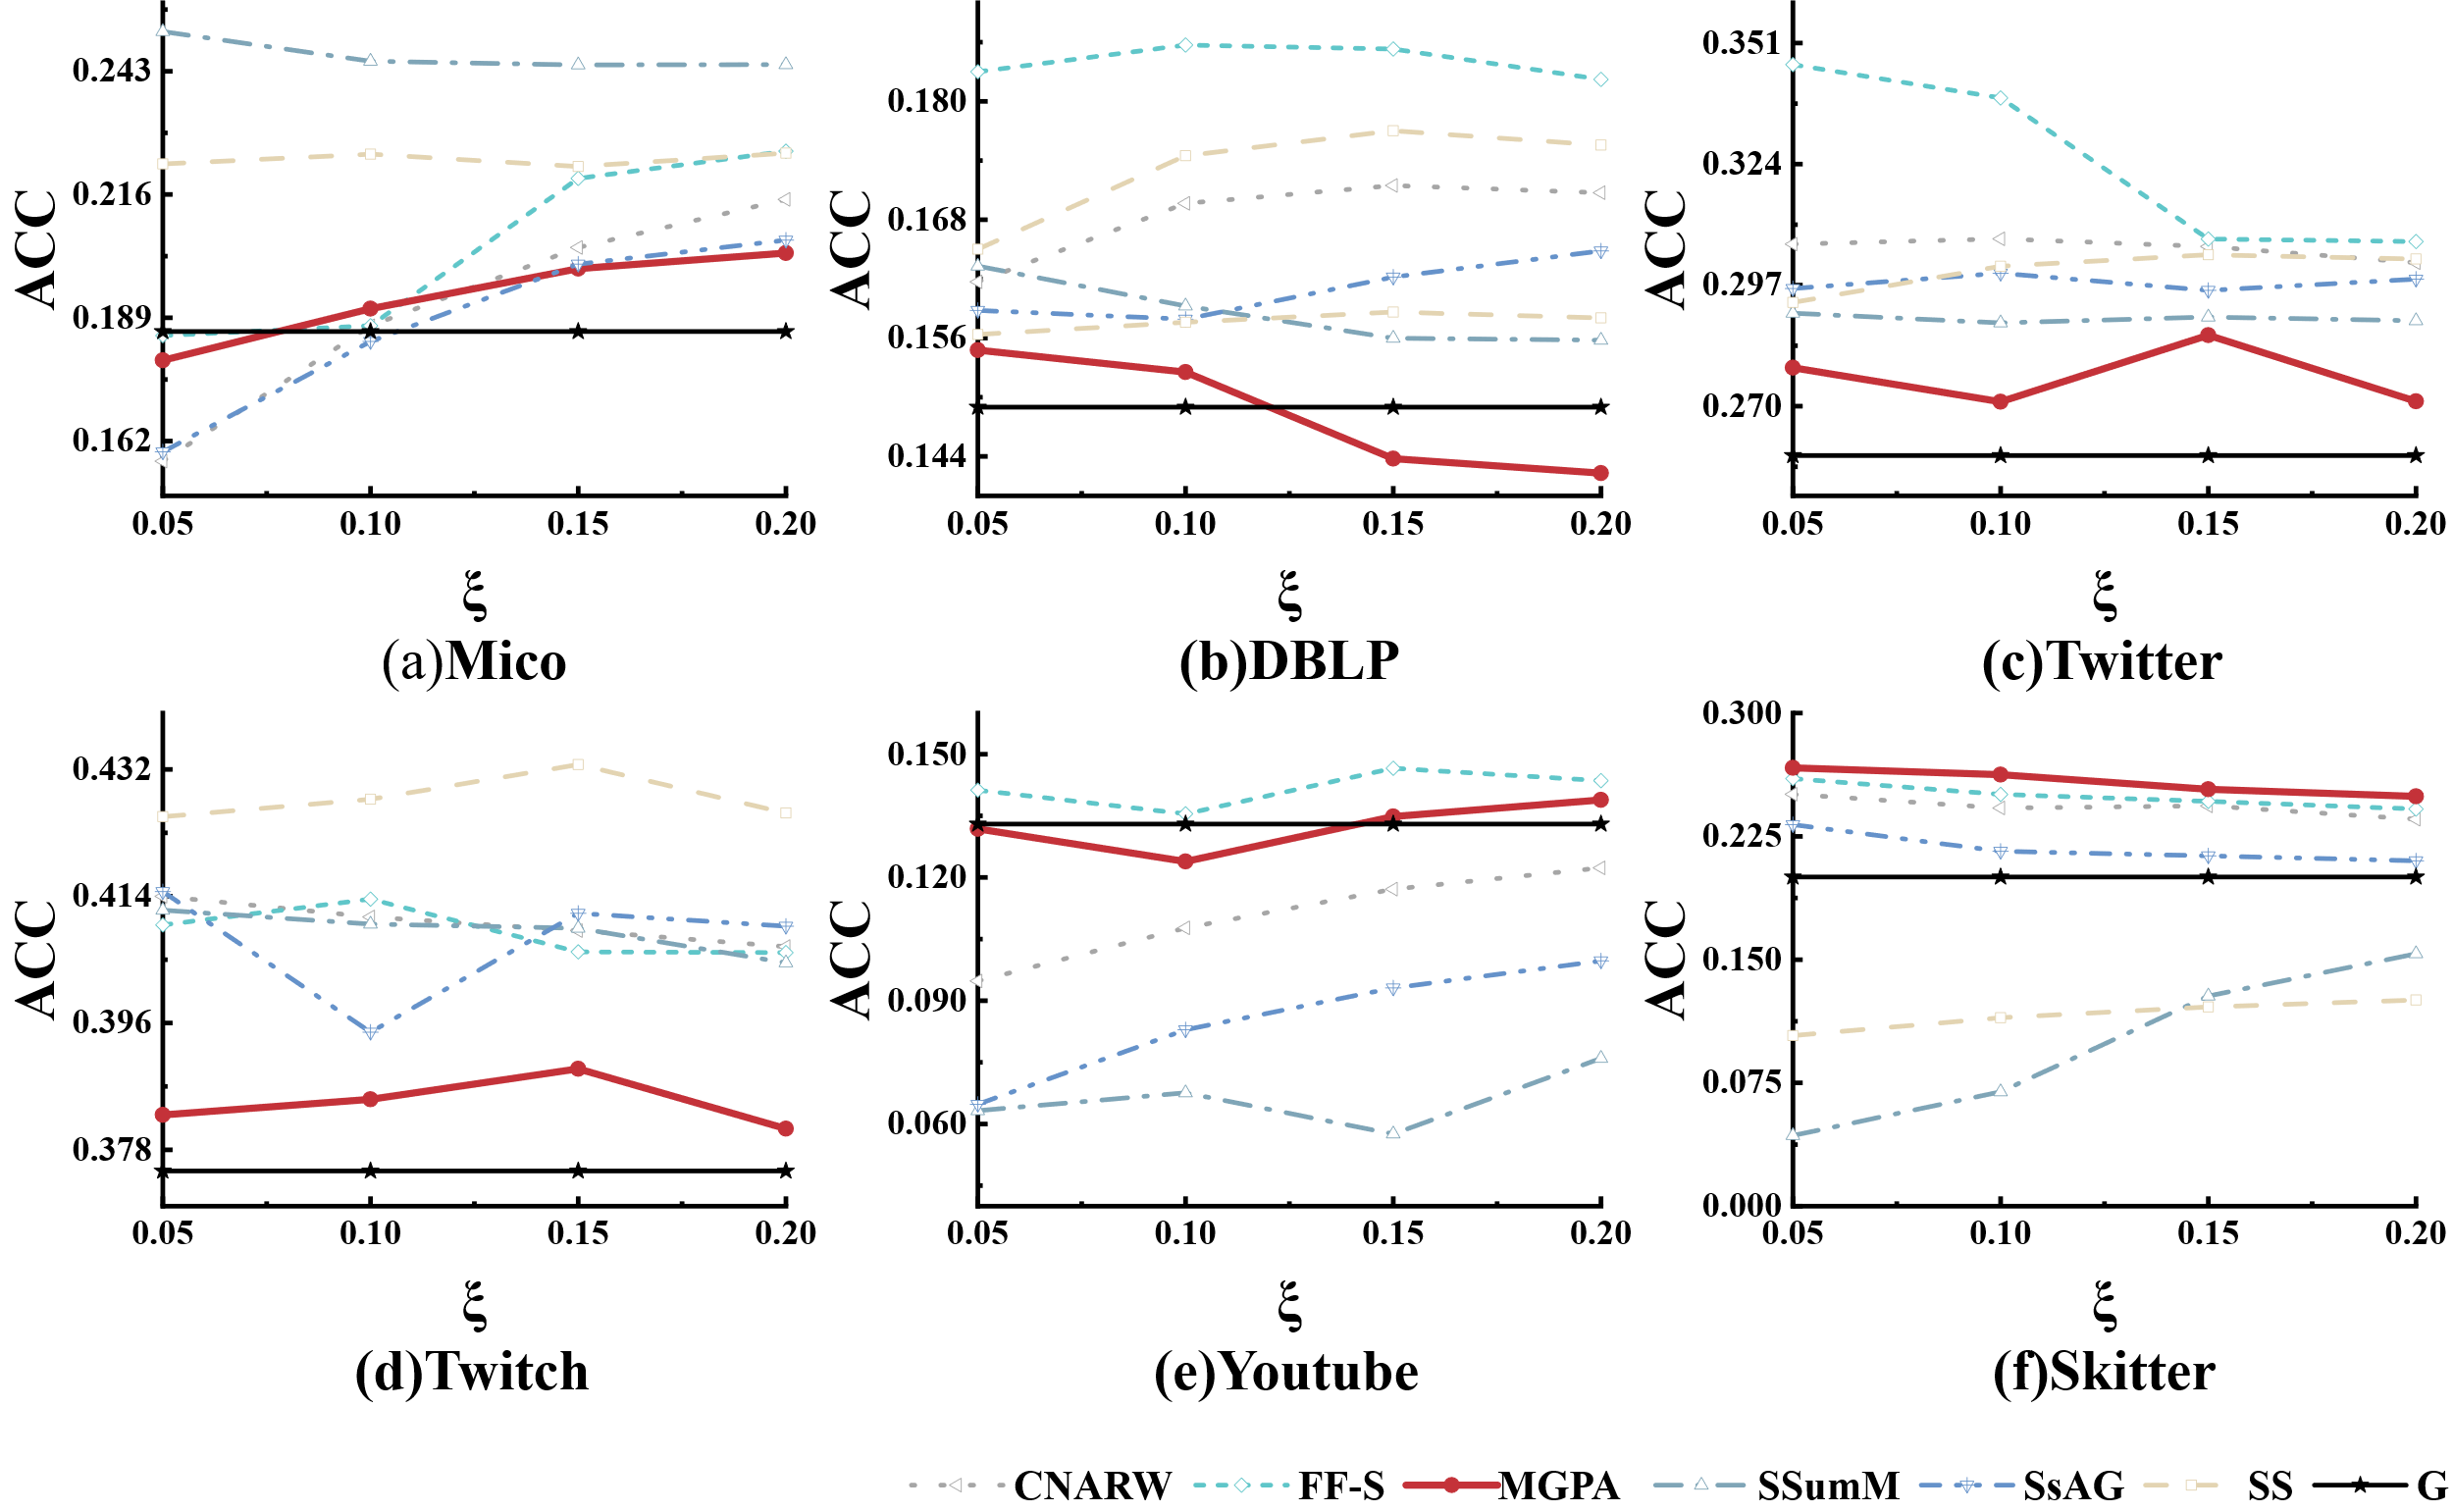 ACC
0.243
0.216
0.189
0.162
0.05 0.10 0.15 0.20
ξ
(a)Mico
ACC
0.180
0.168
0.156
0.144
0.05 0.10 0.15 0.20
ξ
(b)DBLP
ACC
0.351
0.324
0.297
0.270
0.05 0.10 0.15 0.20
ξ
(c)Twitter
ACC
0.432
0.414
0.396
0.378
0.05 0.10 0.15 0.20
ξ
(d)Twitch
ACC
0.150
0.120
0.090
0.060
0.05 0.10 0.15 0.20
ξ
(e)Youtube
ACC
0.300
0.225
0.150
0.075
0.000
0.05 0.10 0.15 0.20
ξ
(f)Skitter
CNARW FF-S MGPA SSumM SsAG SS G